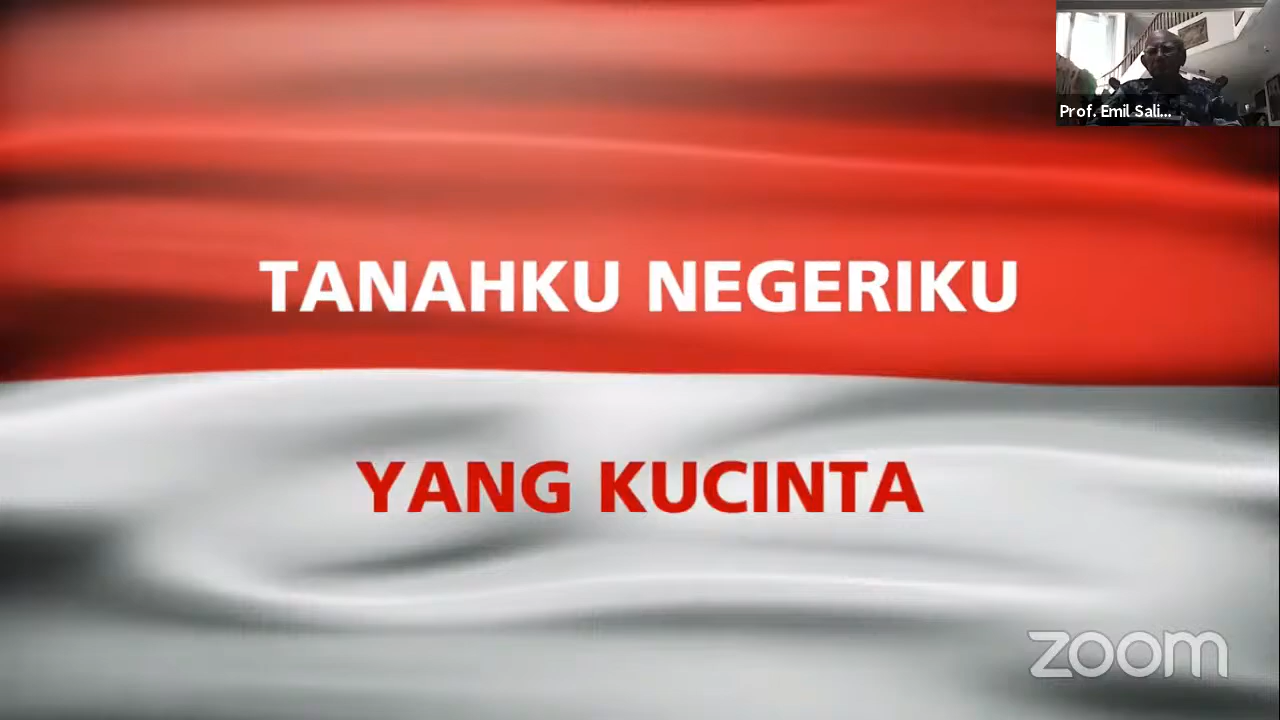 Prof. Emil Sali...
TANAHKU NEGERIKU
YANG KUCINTA
zoom